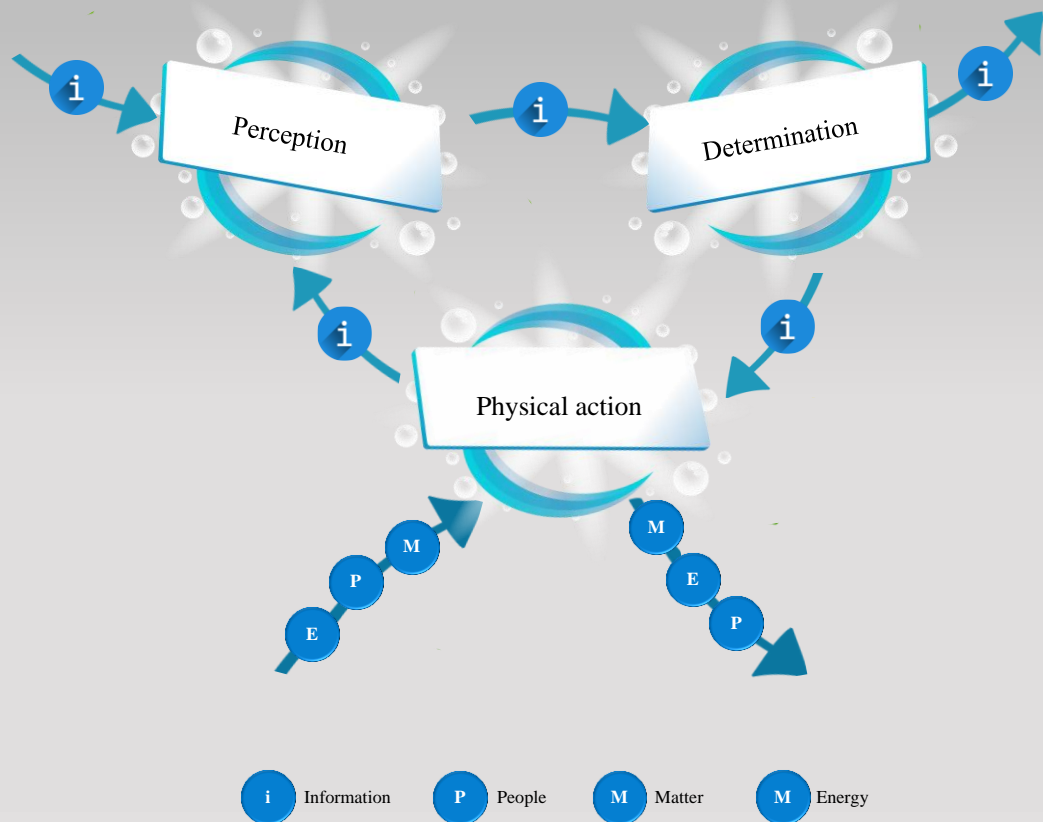 i
i
i
Perception
Determination
i
i
Physical action
M
P
E
M
E
P
i Information P People M Matter M Energy